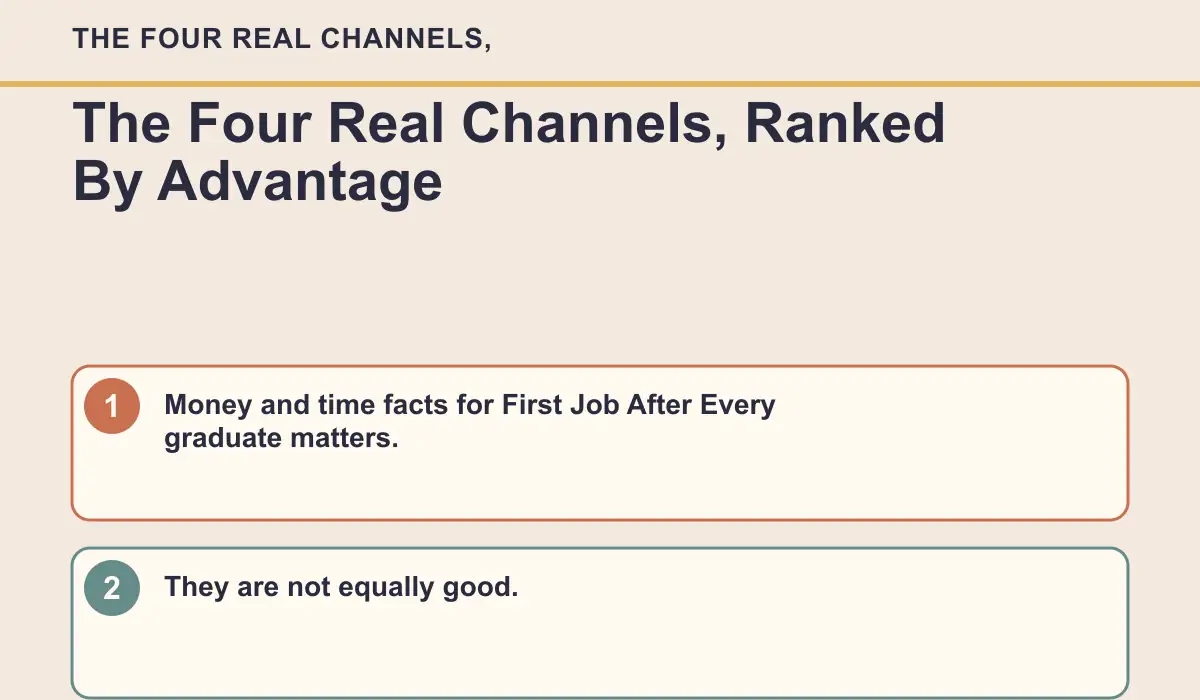 THE FOUR REAL CHANNELS,
The Four Real Channels, Ranked
By Advantage
1
Money and time facts for First Job After Every
graduate matters.
2
They are not equally good.